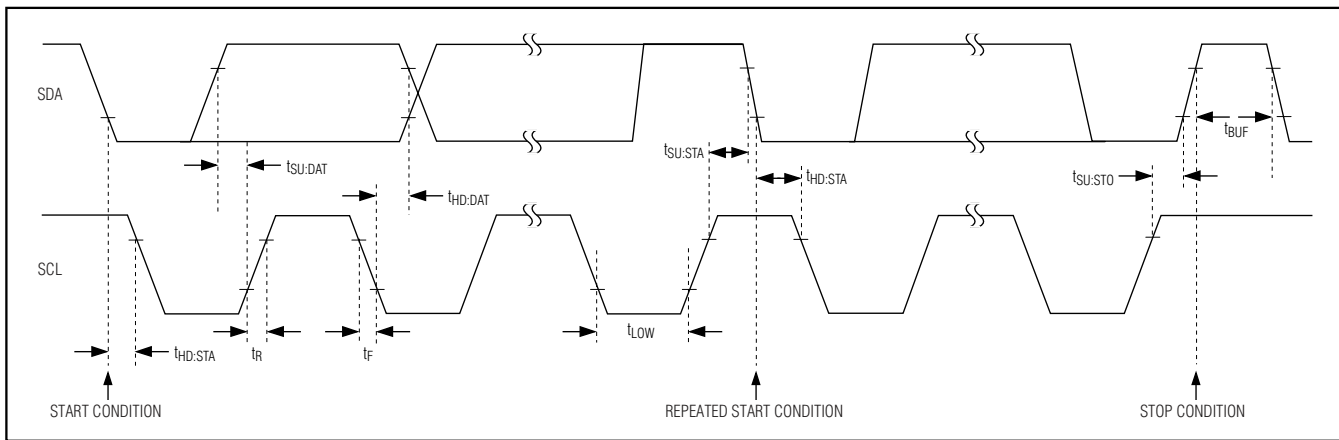 SDA
tSU:DAT
tHD:DAT
tSU:STA
tHD:STA
tSU:STO
tBUF
SCL
tHD:STA
tR
tF
tLOW
START CONDITION
REPEATED START CONDITION
STOP CONDITION